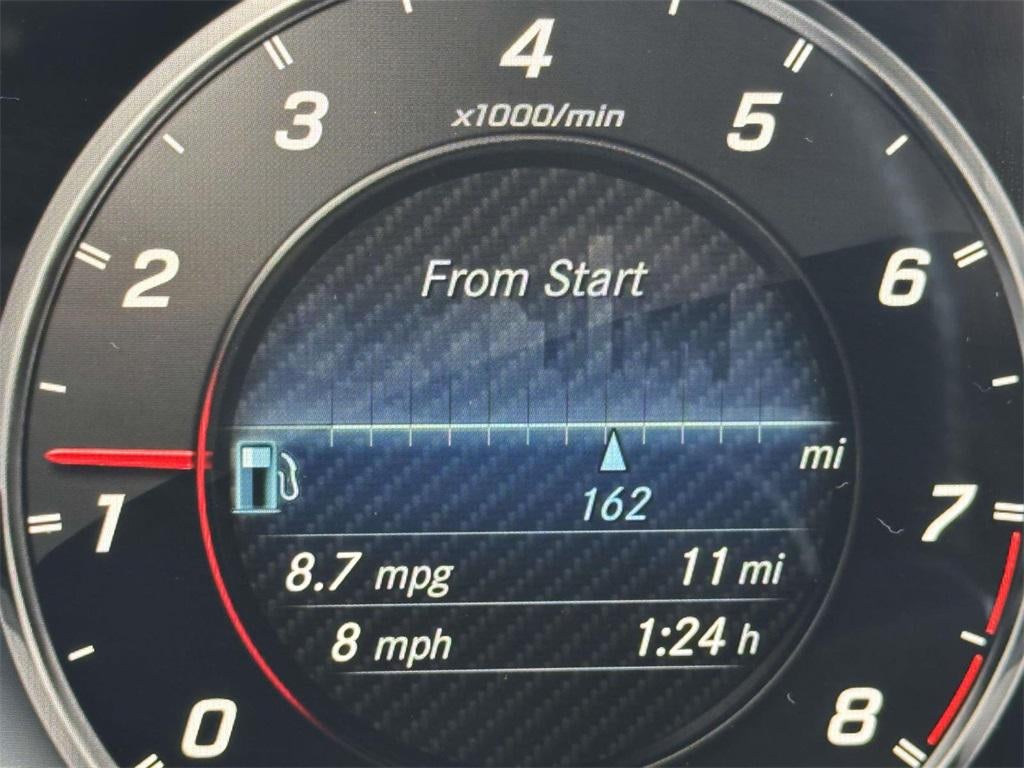 4
x1000/min
3
5
2
6
From Start
mi
162
1
7
8.7 mpg
11 mi
8 mph
1:24 h
0
8